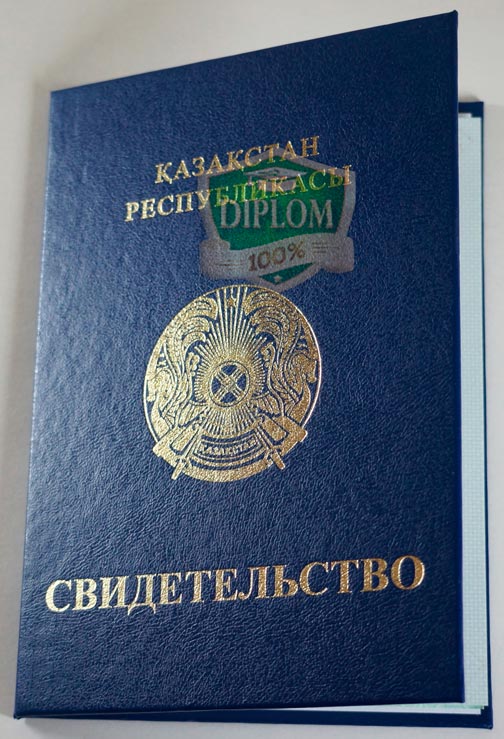 ҚАЗАҚСТАН
РЕСПУБЛИКАСЫ
DIPLOM
100%
ҚАЗАҚСТАН
СВИДЕТЕЛЬСТВО